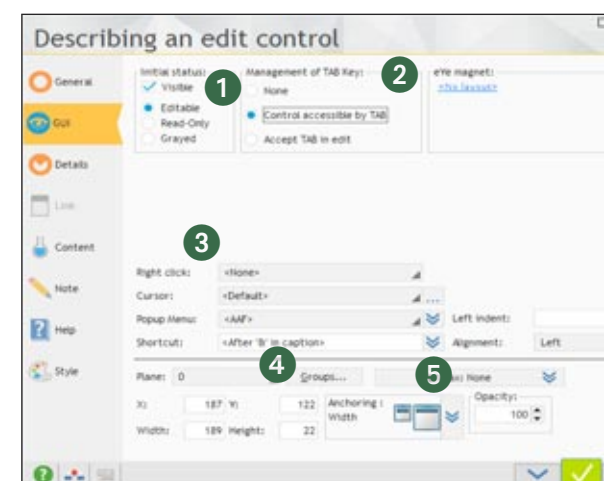 Describing an edit control
General
GUI
Details
Link
Content
Note
Help
Style
Initial status:
Visible
Editable
Read-Only
Grayed
1
Management of TAB Key:
None
Control accessible by TAB
Accept TAB in edit
2
eYe magnet:
<No layout>
3
Right click: <None>
Cursor: <Default> ...
Popup Menu: <AAF> Left indent:
Shortcut: <After 'B' in caption> Alignment: Left
4
5
Plane: 0 Groups... None
X: 187 Y: 122 Anchoring : Width Opacity: 100
Width: 189 Height: 22
?